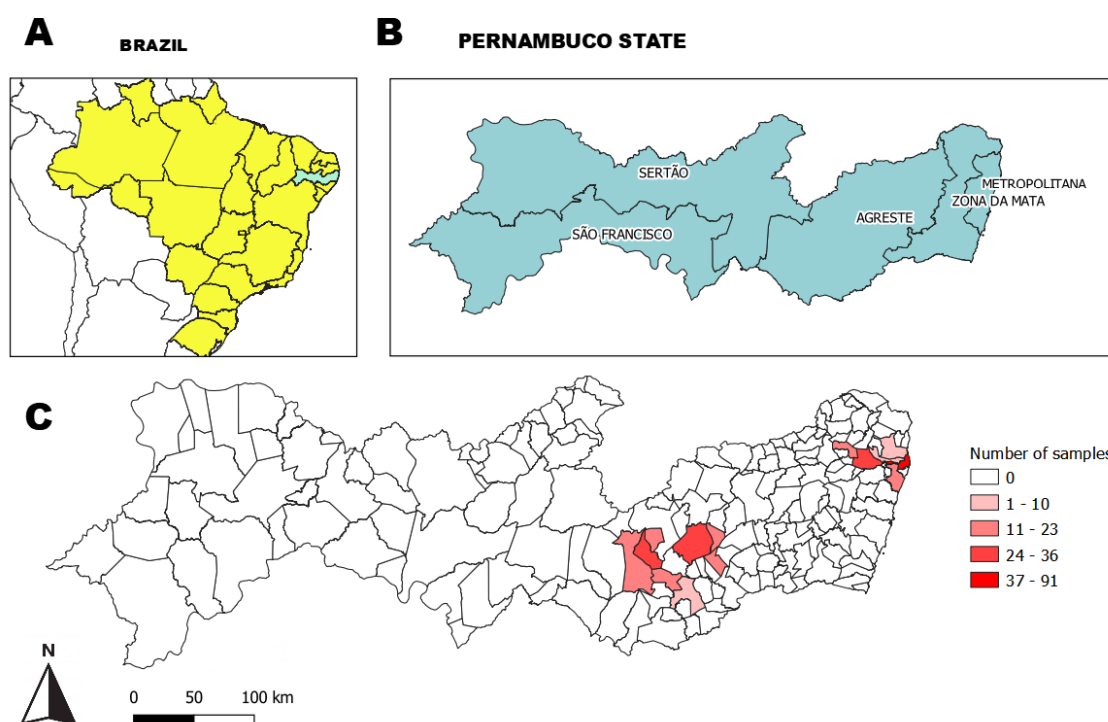 A
BRAZIL
B
PERNAMBUCO STATE
SERTÃO
METROPOLITANA
ZONA DA MATA
AGRESTE
SÃO FRANCISCO
C
Number of samples
0
1 - 10
11 - 23
24 - 36
37 - 91
N
0 50 100 km